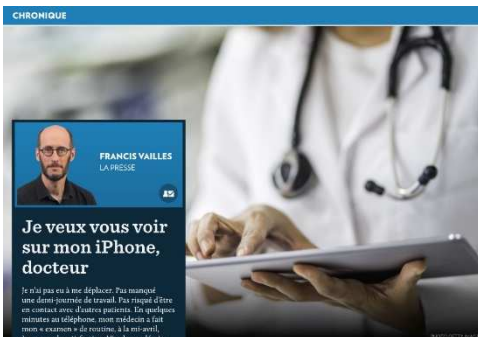 CHRONIQUE
FRANCIS VAILLES
LA PRESSE
Je veux vous voir
sur mon iPhone,
docteur
Je n'ai pas eu à me déplacer. Pas manqué
une demi-journée de travail. Pas risqué d'être
en contact avec d'autres patients. En quelques
minutes au téléphone, mon médecin a fait
mon « examen » de routine, à la mi-avril,